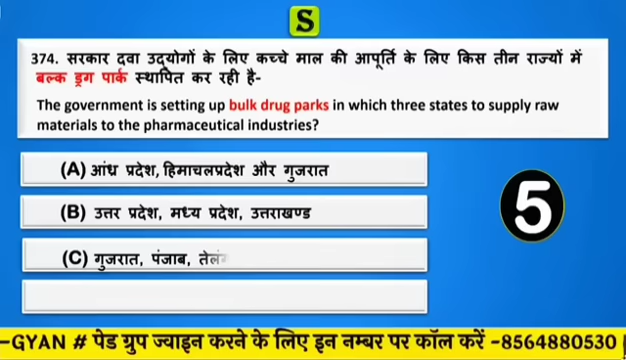 S
374. सरकार दवा उद्योगों के लिए कच्चे माल की आपूर्ति के लिए किस तीन राज्यों में
बल्क ड्रग पार्क स्थापित कर रही है-
The government is setting up bulk drug parks in which three states to supply raw
materials to the pharmaceutical industries?
(A) आंध्र प्रदेश, हिमाचलप्रदेश और गुजरात
(B) उत्तर प्रदेश, मध्य प्रदेश, उत्तराखण्ड
5
(C) गुजरात, पंजाब,
-GYAN # पेड ग्रुप ज्वाइन करने के लिए इन नम्बर पर कॉल करें -8564880530